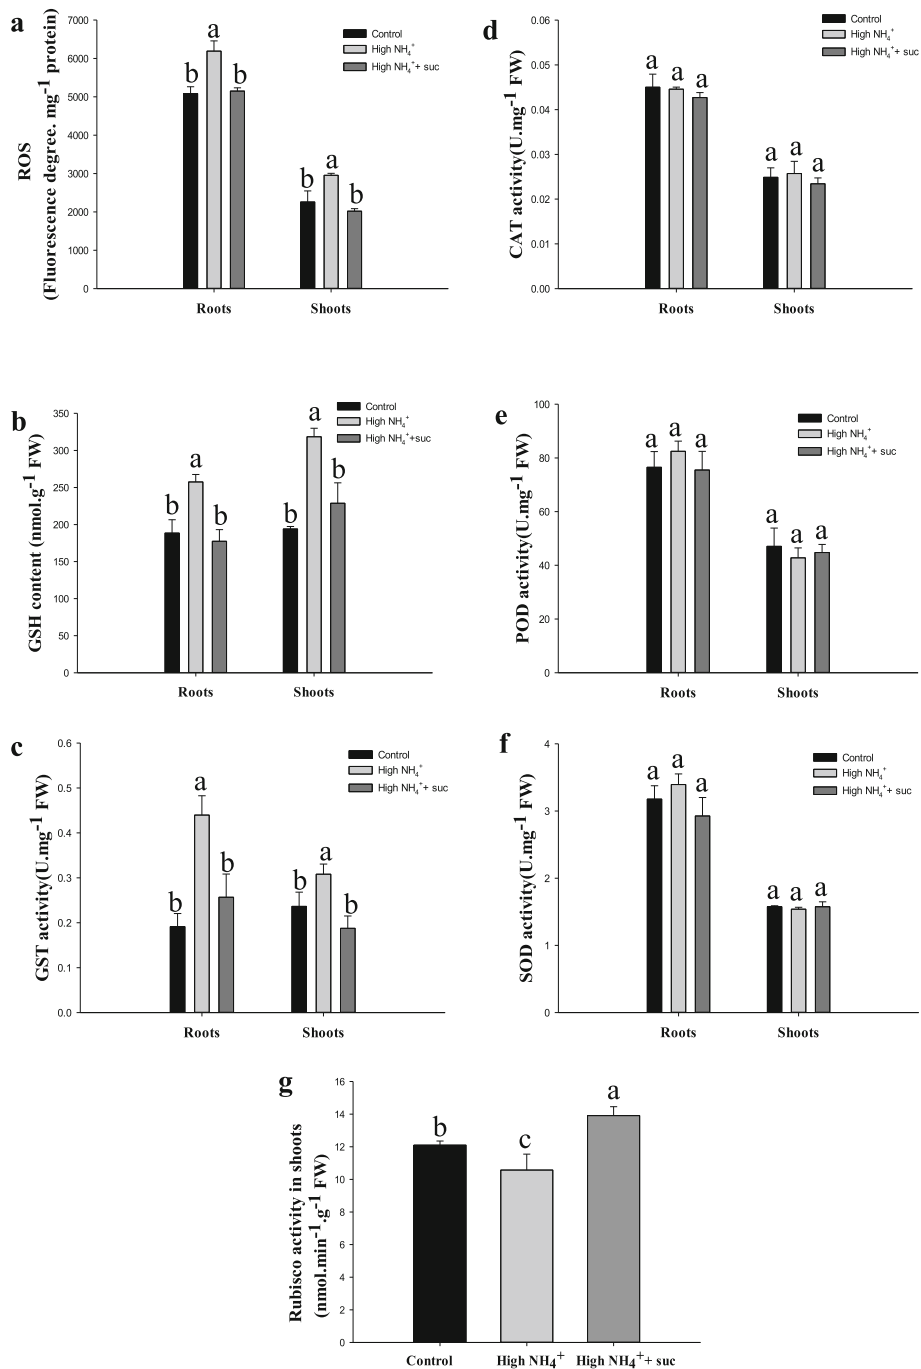 a
ROS
(Fluorescence degree. mg⁻¹ protein)
7000
6000
5000
4000
3000
2000
1000
0
Control
High NH₄⁺
High NH₄⁺+ suc
b
a
b
b
a
b
Roots
Shoots
d
CAT activity(U.mg⁻¹ FW)
0.06
0.05
0.04
0.03
0.02
0.01
0.00
Control
High NH₄⁺
High NH₄⁺+ suc
a
a
a
a
a
a
Roots
Shoots
b
GSH content (nmol.g⁻¹ FW)
350
300
250
200
150
100
50
0
Control
High NH₄⁺
High NH₄⁺+suc
b
a
b
b
a
b
Roots
Shoots
e
POD activity(U.mg⁻¹ FW)
100
80
60
40
20
0
Control
High NH₄⁺
High NH₄⁺+ suc
a
a
a
a
a
a
Roots
Shoots
c
GST activity(U.mg⁻¹ FW)
0.6
0.5
0.4
0.3
0.2
0.1
0.0
Control
High NH₄⁺
High NH₄⁺+ suc
b
a
b
b
a
b
Roots
Shoots
f
SOD activity(U.mg⁻¹ FW)
4
3
2
1
0
Control
High NH₄⁺
High NH₄⁺+ suc
a
a
a
a
a
a
Roots
Shoots
g
Rubisco activity in shoots
(nmol.min⁻¹.g⁻¹ FW)
16
14
12
10
8
6
4
2
0
b
c
a
Control
High NH₄⁺
High NH₄⁺+ suc